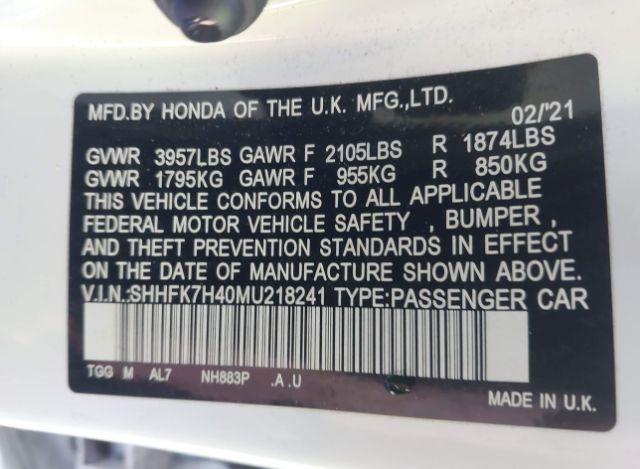 MFD.BY HONDA OF THE U.K. MFG.,LTD. 02/'21
GVWR 3957LBS GAWR F 2105LBS R 1874LBS
GVWR 1795KG GAWR F 955KG R 850KG
THIS VEHICLE CONFORMS TO ALL APPLICABLE
FEDERAL MOTOR VEHICLE SAFETY , BUMPER ,
AND THEFT PREVENTION STANDARDS IN EFFECT
ON THE DATE OF MANUFACTURE SHOWN ABOVE.
V.I.N.:SHHFK7H40MU218241 TYPE:PASSENGER CAR
TGG M AL7 NH883P .A .U
MADE IN U.K.